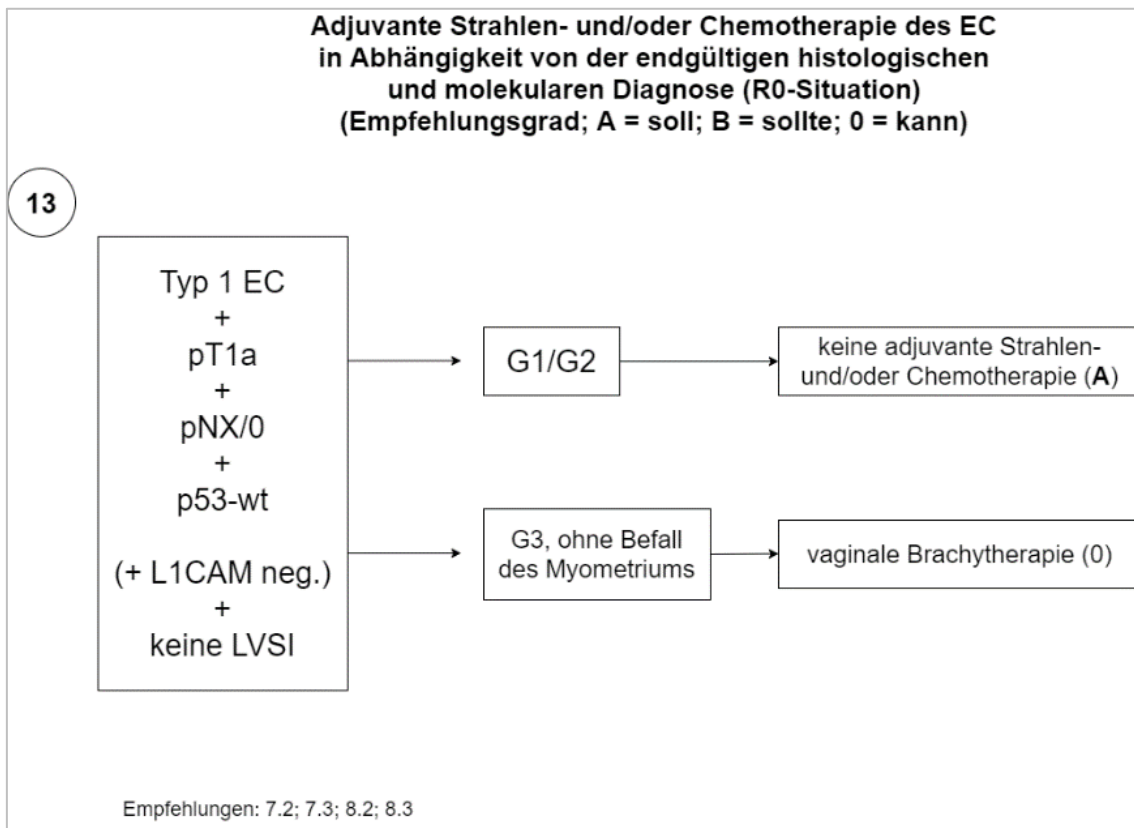 Adjuvante Strahlen- und/oder Chemotherapie des EC
in Abhängigkeit von der endgültigen histologischen
und molekularen Diagnose (R0-Situation)
(Empfehlungsgrad; A = soll; B = sollte; 0 = kann)
13
Typ 1 EC
+
pT1a
+
pNX/0
+
p53-wt
(+ L1CAM neg.)
+
keine LVSI
G1/G2
keine adjuvante Strahlen-
und/oder Chemotherapie (A)
G3, ohne Befall
des Myometriums
vaginale Brachytherapie (0)
Empfehlungen: 7.2; 7.3; 8.2; 8.3